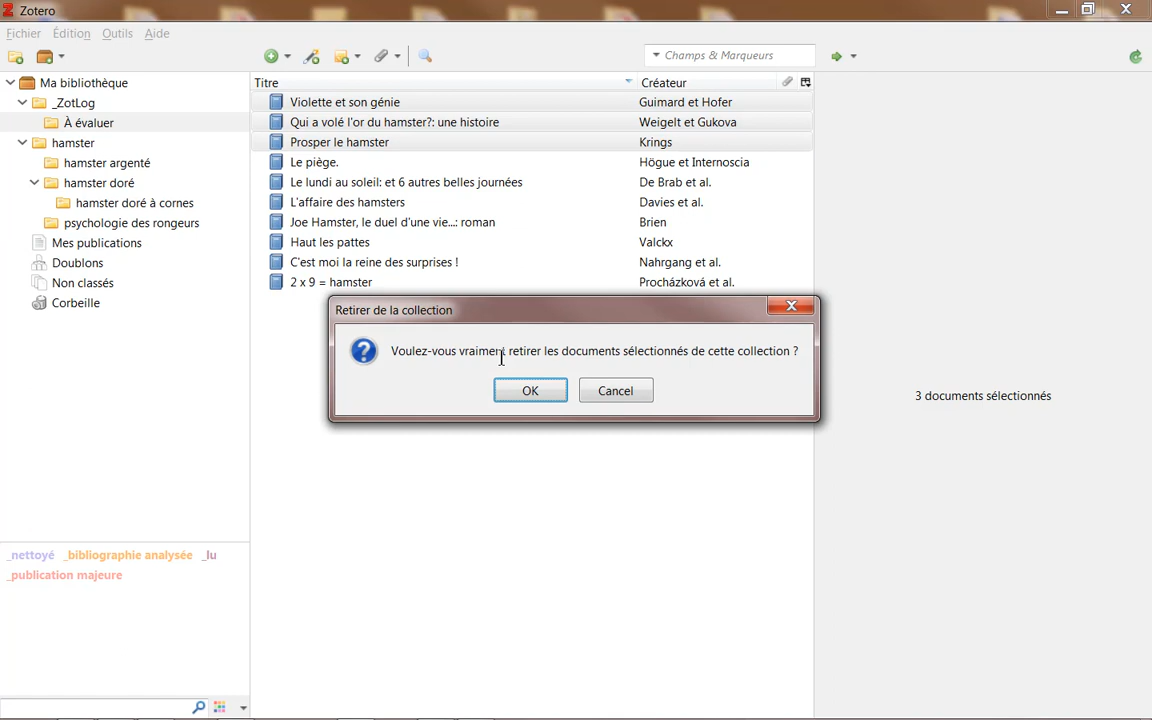 Zotero
Fichier Édition Outils Aide
Champs & Marqueurs
Ma bibliothèque
_ZotLog
À évaluer
hamster
hamster argenté
hamster doré
hamster doré à cornes
psychologie des rongeurs
Mes publications
Doublons
Non classés
Corbeille
Titre Créateur
Violette et son génie Guimard et Hofer
Qui a volé l'or du hamster?: une histoire Weigelt et Gukova
Prosper le hamster Krings
Le piège. Högue et Internoscia
Le lundi au soleil: et 6 autres belles journées De Brab et al.
L'affaire des hamsters Davies et al.
Joe Hamster, le duel d'une vie...: roman Brien
Haut les pattes Valckx
C'est moi la reine des surprises ! Nahrgang et al.
2 x 9 = hamster Procházková et al.
Retirer de la collection
Voulez-vous vraiment retirer les documents sélectionnés de cette collection ?
OK Cancel
3 documents sélectionnés
_nettoyé _bibliographie analysée _lu
_publication majeure